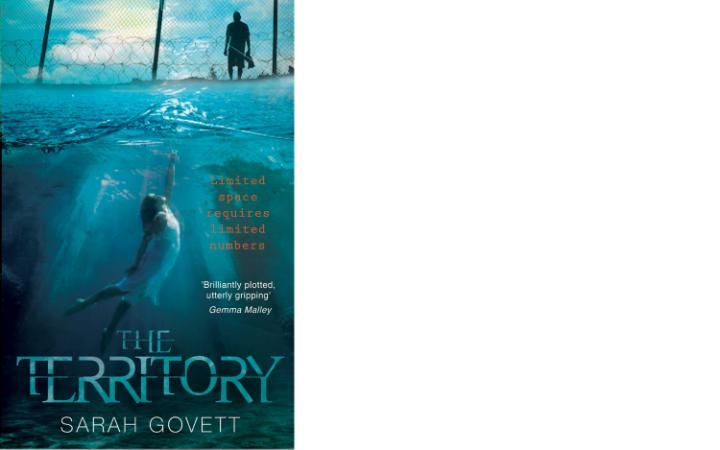 Limited
space
requires
limited
numbers
'Brilliantly plotted,
utterly gripping'
Gemma Malley
THE
TERRITORY
SARAH GOVETT